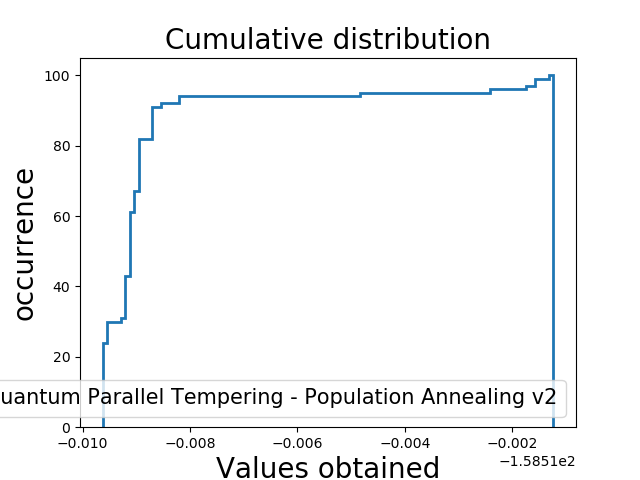 Cumulative distribution
100
80
60
40
20
0
occurrence
uantum Parallel Tempering - Population Annealing v2
−0.010 −0.008 −0.006 −0.004 −0.002
−1.5851e2
Values obtained